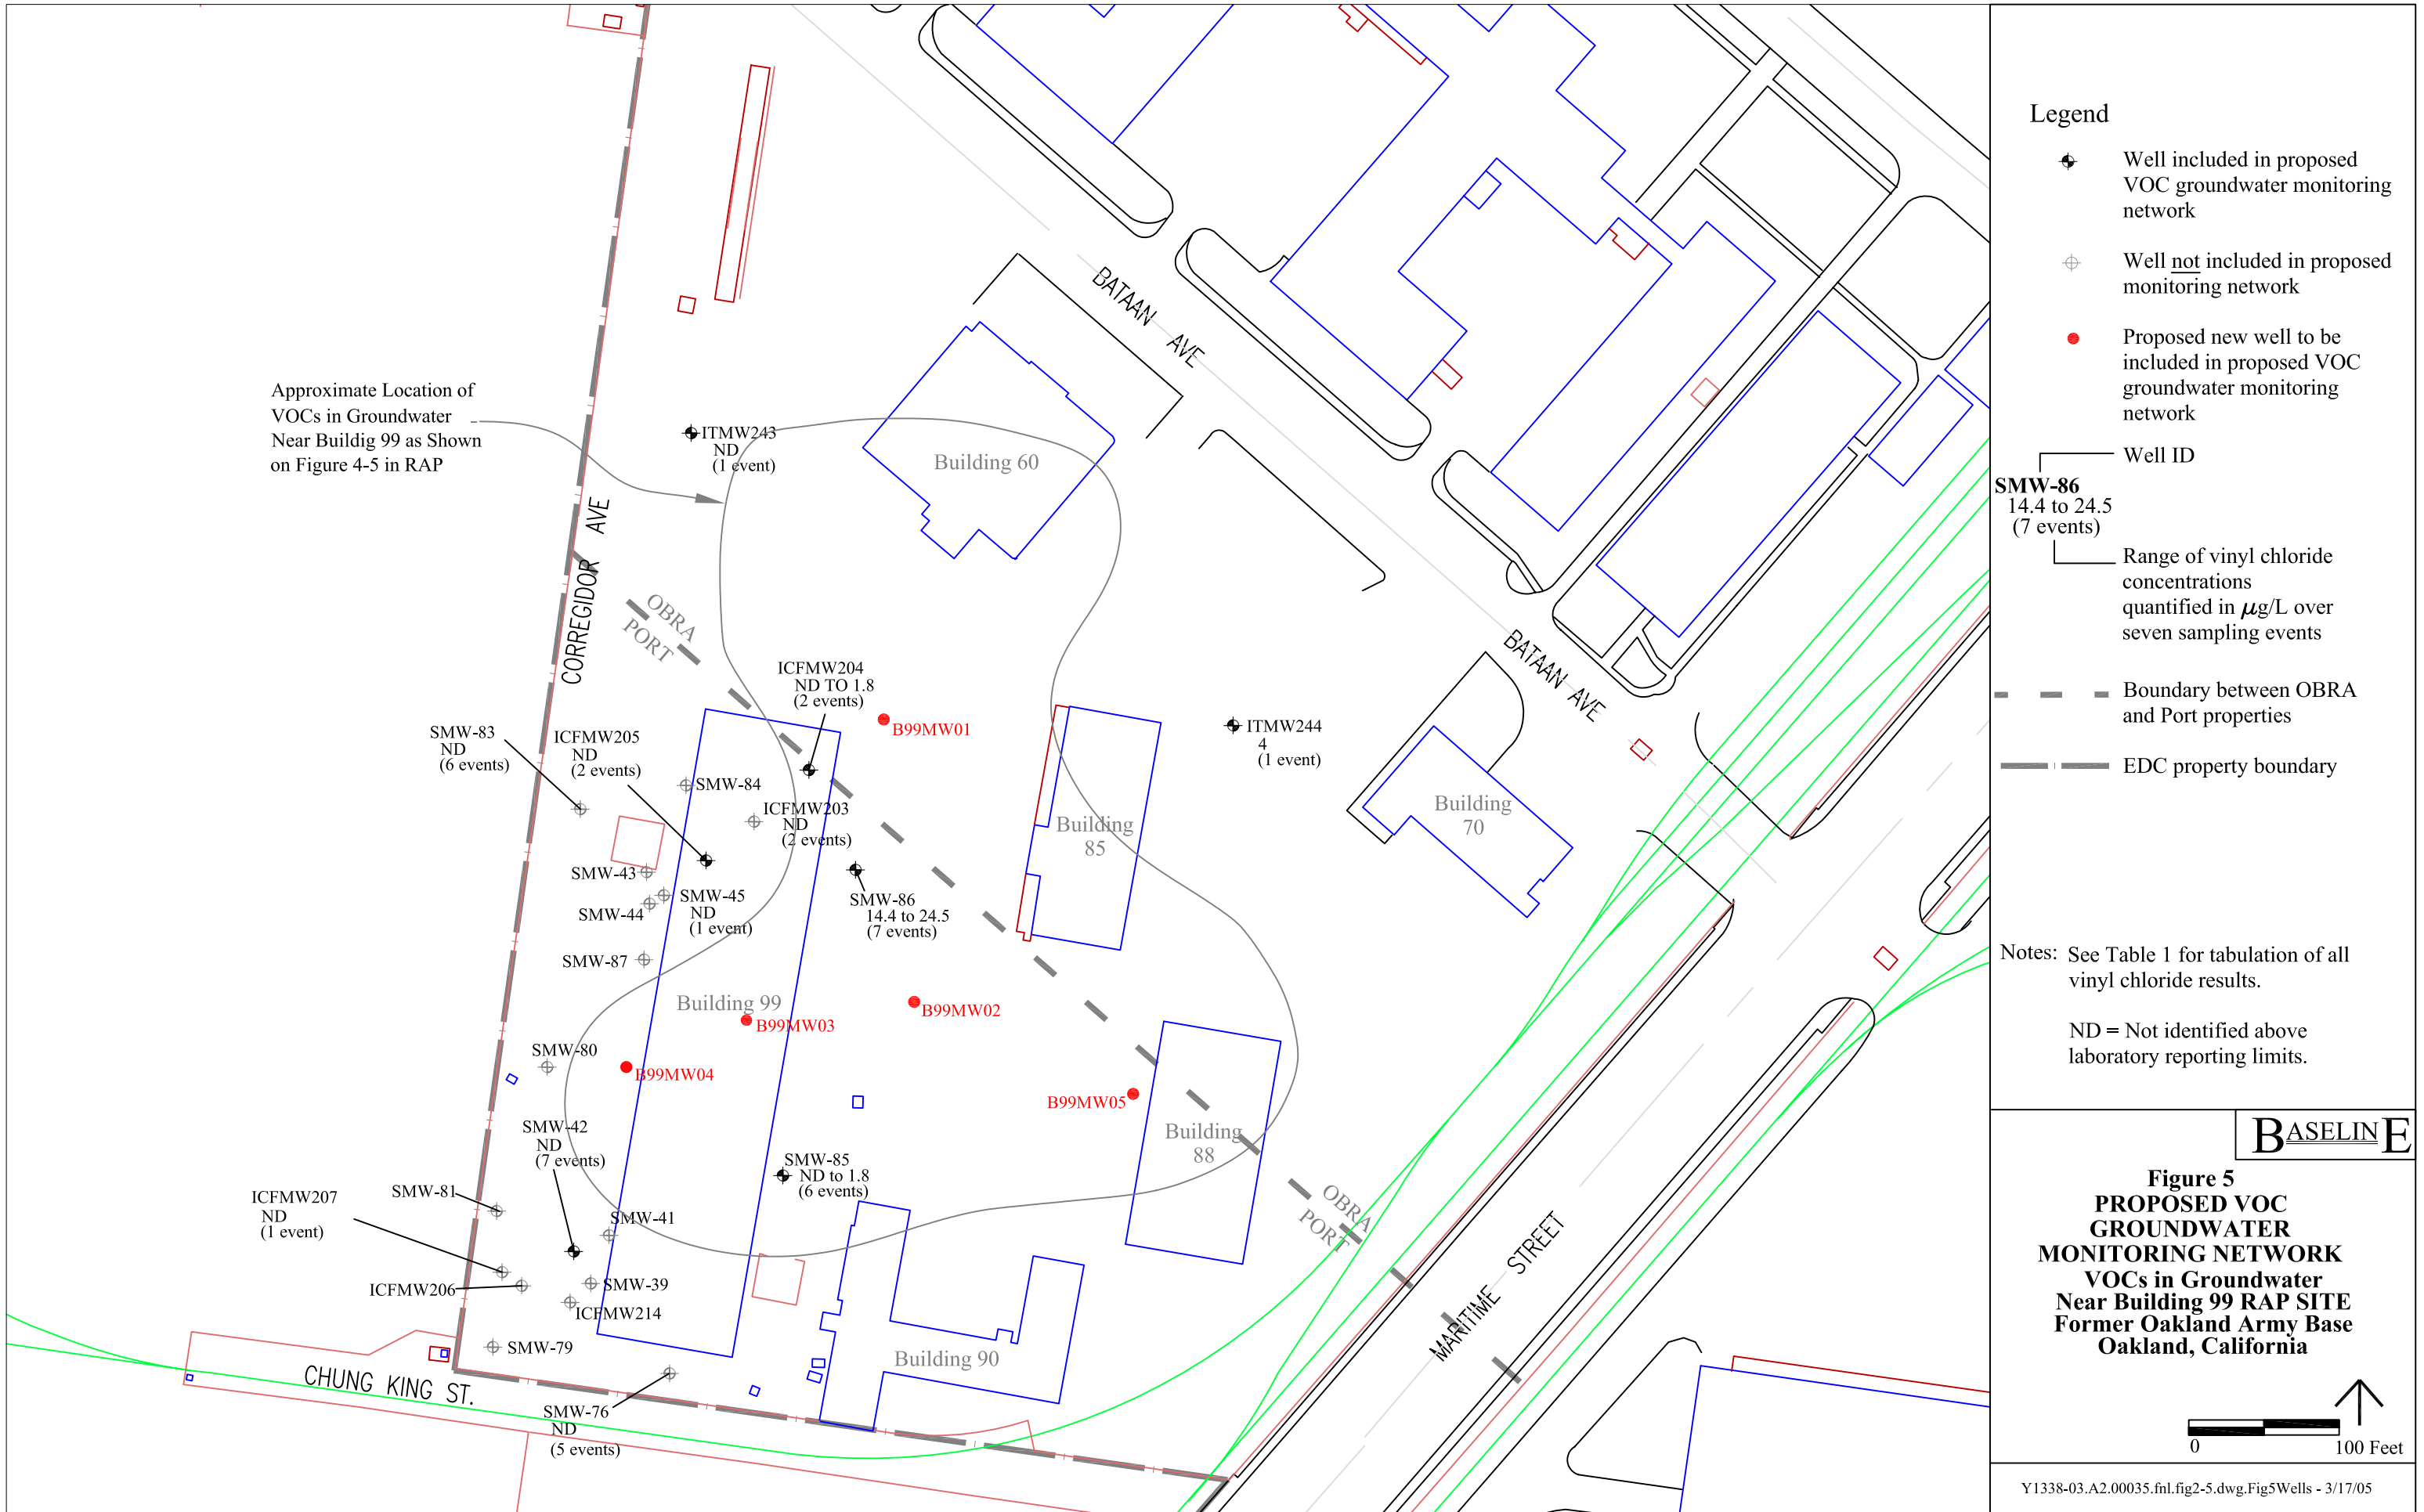 Approximate Location of
VOCs in Groundwater
Near Buildig 99 as Shown
on Figure 4-5 in RAP
CORREGIDOR AVE
BATAAN AVE
BATAAN AVE
MARITIME STREET
CHUNG KING ST.
OBRA
PORT
OBRA
PORT
Building 60
Building
85
Building
70
Building 99
Building
88
Building 90
ITMW243
ND
(1 event)
ICFMW204
ND TO 1.8
(2 events)
B99MW01
ITMW244
4
(1 event)
SMW-83
ND
(6 events)
ICFMW205
ND
(2 events)
SMW-84
ICFMW203
ND
(2 events)
SMW-43
SMW-44
SMW-45
ND
(1 event)
SMW-86
14.4 to 24.5
(7 events)
SMW-87
B99MW02
B99MW03
SMW-80
B99MW04
B99MW05
SMW-42
ND
(7 events)
SMW-85
ND to 1.8
(6 events)
SMW-81
ICFMW207
ND
(1 event)
SMW-41
ICFMW206
SMW-39
ICFMW214
SMW-79
SMW-76
ND
(5 events)
Legend
Well included in proposed
VOC groundwater monitoring
network
Well not included in proposed
monitoring network
Proposed new well to be
included in proposed VOC
groundwater monitoring
network
Well ID
SMW-86
14.4 to 24.5
(7 events)
Range of vinyl chloride
concentrations
quantified in µg/L over
seven sampling events
Boundary between OBRA
and Port properties
EDC property boundary
Notes: See Table 1 for tabulation of all
vinyl chloride results.
ND = Not identified above
laboratory reporting limits.
BASELINE
Figure 5
PROPOSED VOC
GROUNDWATER
MONITORING NETWORK
VOCs in Groundwater
Near Building 99 RAP SITE
Former Oakland Army Base
Oakland, California
0 100 Feet
Y1338-03.A2.00035.fnl.fig2-5.dwg.Fig5Wells - 3/17/05